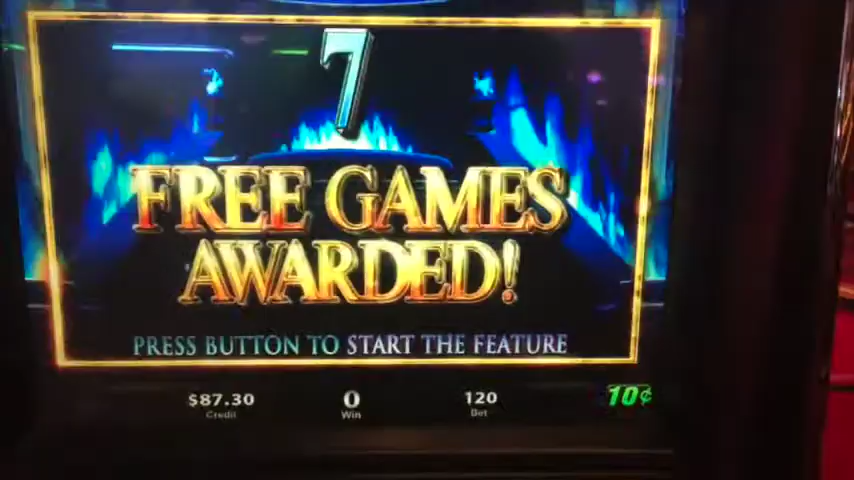 7
FREE GAMES
AWARDED!
PRESS BUTTON TO START THE FEATURE
$87.30 0 120 10¢
Credit Win Bet